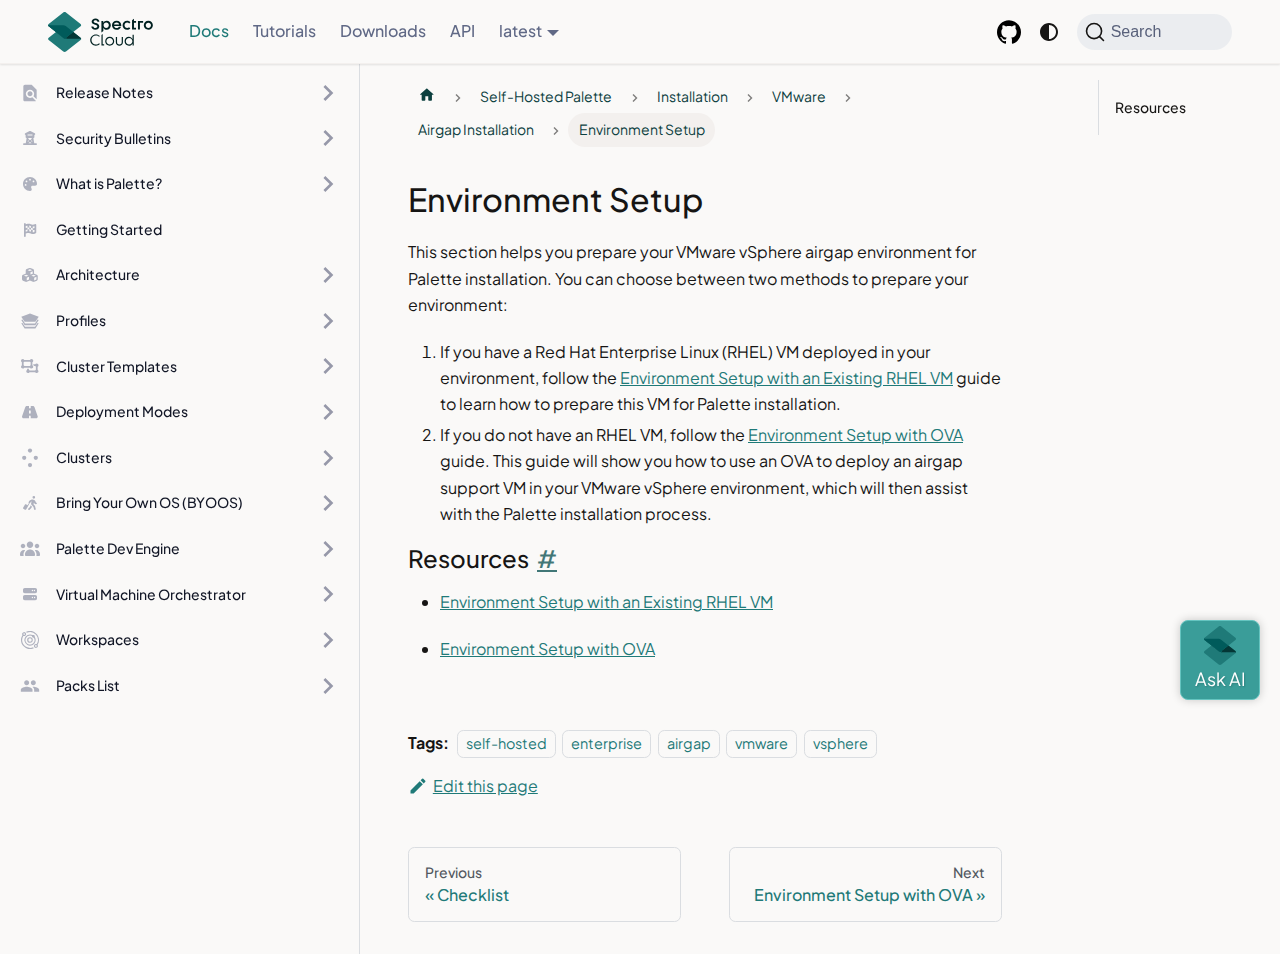 Spectro Cloud
Docs
Tutorials
Downloads
API
latest
Search
Release Notes
Security Bulletins
What is Palette?
Getting Started
Architecture
Profiles
Cluster Templates
Deployment Modes
Clusters
Bring Your Own OS (BYOOS)
Palette Dev Engine
Virtual Machine Orchestrator
Workspaces
Packs List
Self-Hosted Palette
Installation
VMware
Airgap Installation
Environment Setup
Environment Setup
This section helps you prepare your VMware vSphere airgap environment for
Palette installation. You can choose between two methods to prepare your
environment:
1. If you have a Red Hat Enterprise Linux (RHEL) VM deployed in your
environment, follow the Environment Setup with an Existing RHEL VM guide
to learn how to prepare this VM for Palette installation.
2. If you do not have an RHEL VM, follow the Environment Setup with OVA
guide. This guide will show you how to use an OVA to deploy an airgap
support VM in your VMware vSphere environment, which will then assist
with the Palette installation process.
Resources #
Environment Setup with an Existing RHEL VM
Environment Setup with OVA
Tags: self-hosted enterprise airgap vmware vsphere
Edit this page
Previous
« Checklist
Next
Environment Setup with OVA »
Resources
Ask AI